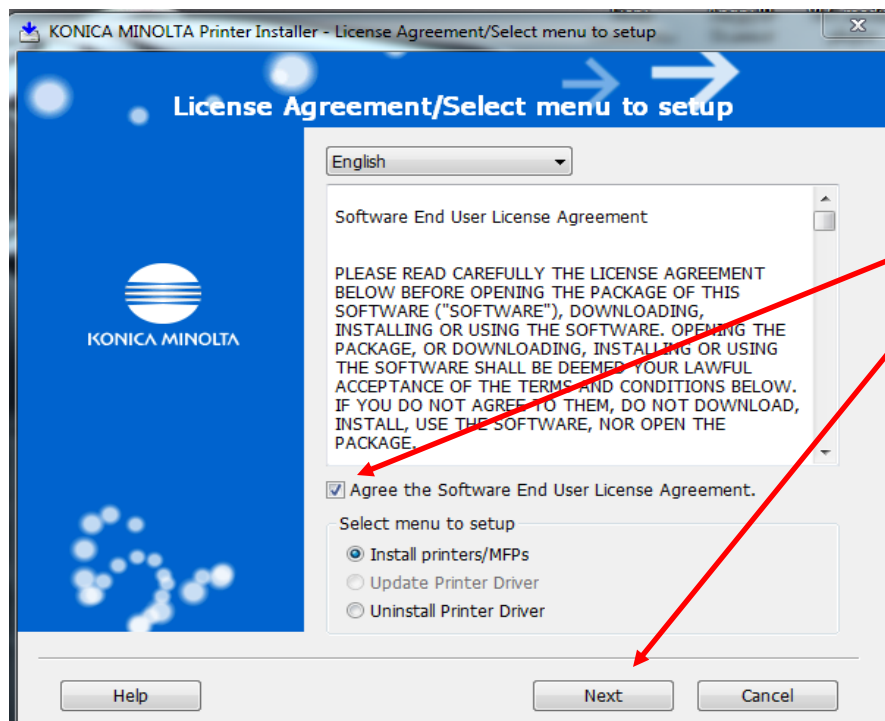 KONICA MINOLTA Printer Installer - License Agreement/Select menu to setup
License Agreement/Select menu to setup
English
Software End User License Agreement
PLEASE READ CAREFULLY THE LICENSE AGREEMENT
BELOW BEFORE OPENING THE PACKAGE OF THIS
SOFTWARE ("SOFTWARE"), DOWNLOADING,
INSTALLING OR USING THE SOFTWARE. OPENING THE
PACKAGE, OR DOWNLOADING, INSTALLING OR USING
THE SOFTWARE SHALL BE DEEMED YOUR LAWFUL
ACCEPTANCE OF THE TERMS AND CONDITIONS BELOW.
IF YOU DO NOT AGREE TO THEM, DO NOT DOWNLOAD,
INSTALL, USE THE SOFTWARE, NOR OPEN THE
PACKAGE.
KONICA MINOLTA
Agree the Software End User License Agreement.
Select menu to setup
Install printers/MFPs
Update Printer Driver
Uninstall Printer Driver
Help
Next
Cancel